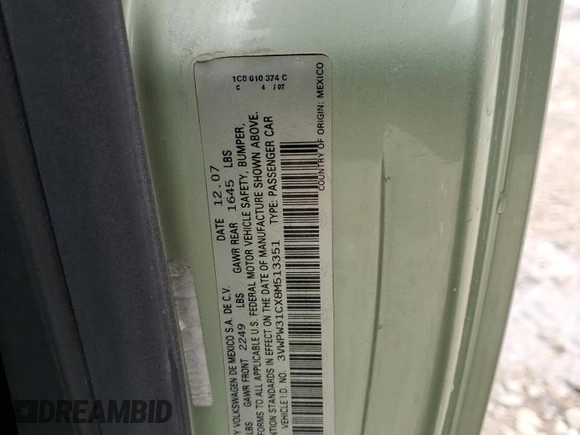 1C0 010 374 C
C 4 / 07
Y VOLKSWAGEN DE MEXICO S.A. DE C.V. DATE 12.07
LBS GAWR FRONT 2249 LBS GAWR REAR 1645 LBS
FORMS TO ALL APPLICABLE U.S. FEDERAL MOTOR VEHICLE SAFETY, BUMPER,
ENTION STANDARDS IN EFFECT ON THE DATE OF MANUFACTURE SHOWN ABOVE.
VEHICLE I.D. NO. 3VWPW31CX8M513351 TYPE: PASSENGER CAR
COUNTRY OF ORIGIN: MEXICO
DREAMBID